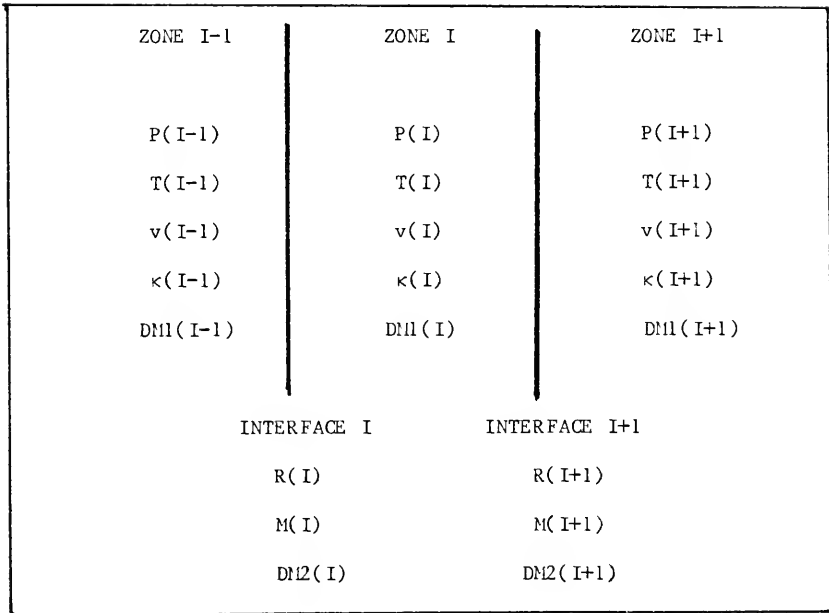 ZONE I-1 ZONE I ZONE I+1
P(I-1) P(I) P(I+1)
T(I-1) T(I) T(I+1)
v(I-1) v(I) v(I+1)
κ(I-1) κ(I) κ(I+1)
DM1(I-1) DM1(I) DM1(I+1)
INTERFACE I INTERFACE I+1
R(I) R(I+1)
M(I) M(I+1)
DM2(I) DM2(I+1)